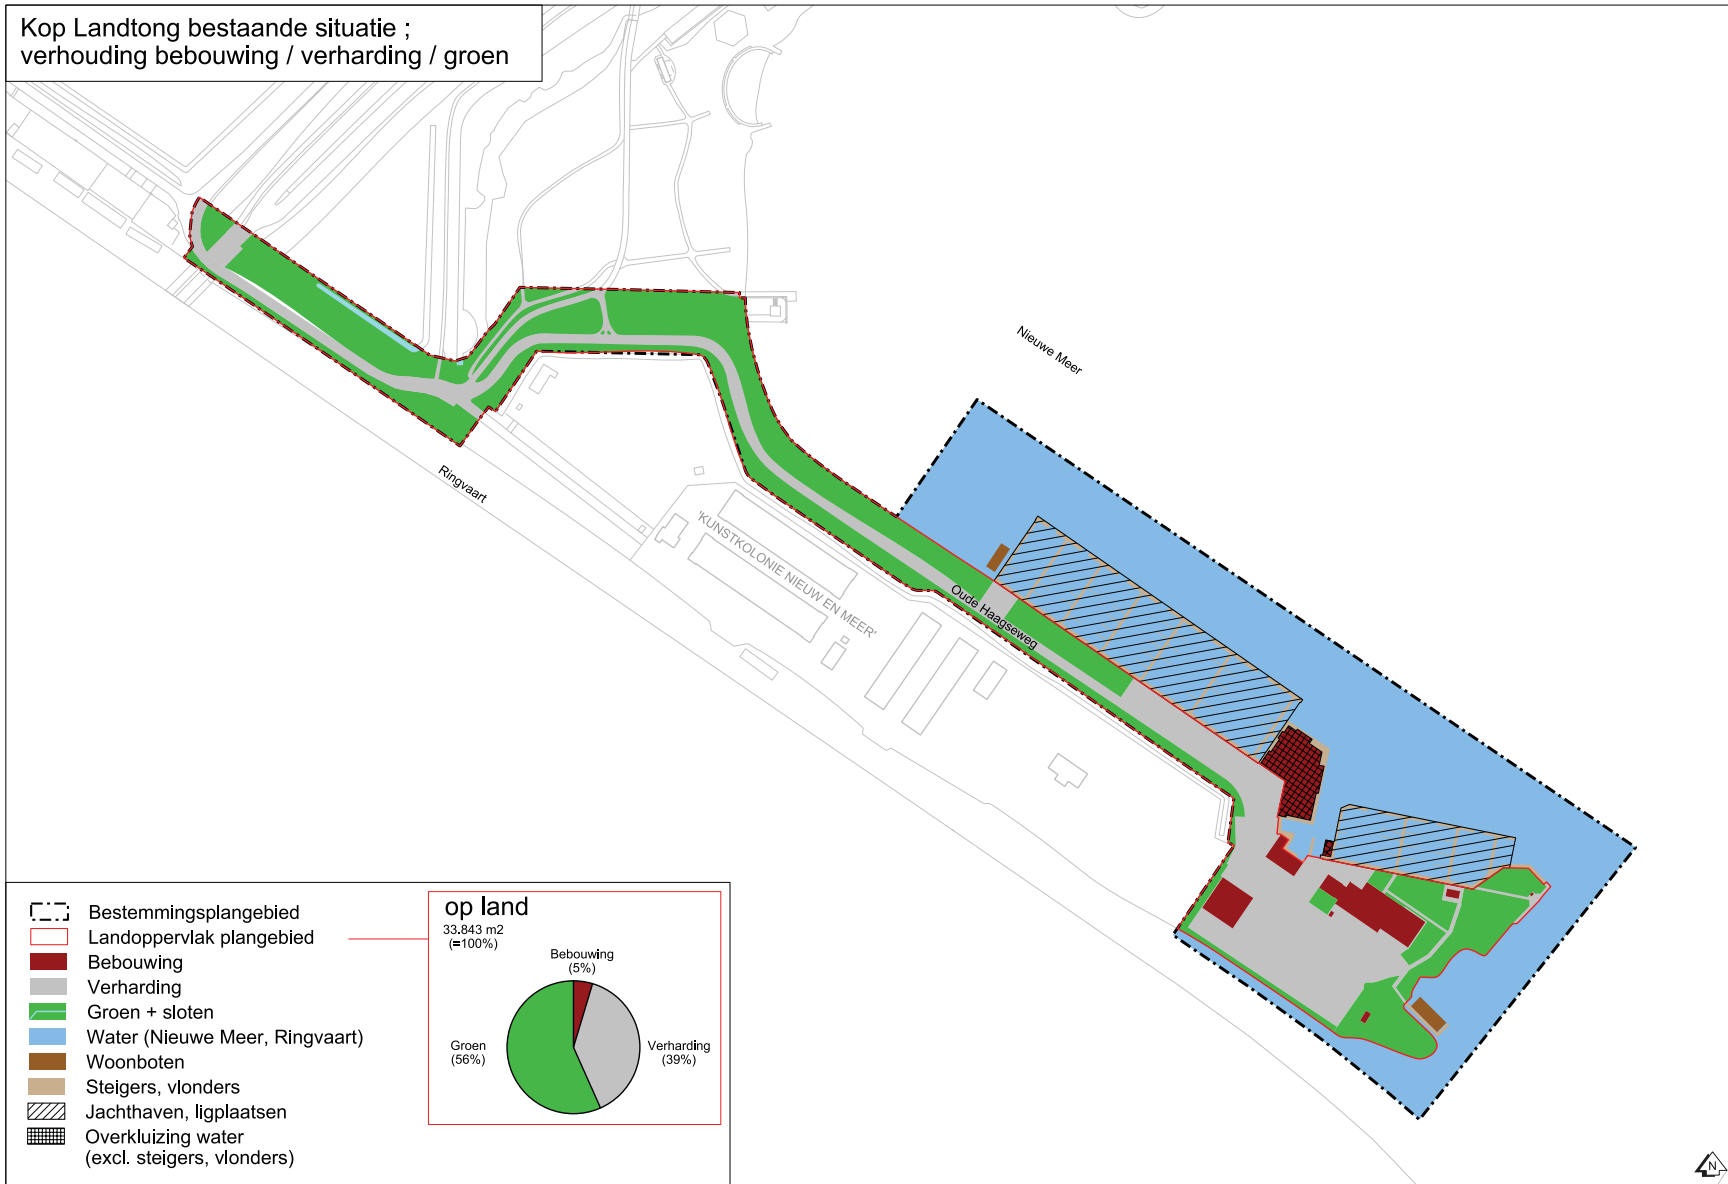 Kop Landtong bestaande situatie ;
verhouding bebouwing / verharding / groen
Nieuwe Meer
Ringvaart
'KUNSTKOLONIE NIEUW EN MEER'
Oude Haagseweg
Bestemmingsplangebied
Landoppervlak plangebied
Bebouwing
Verharding
Groen + sloten
Water (Nieuwe Meer, Ringvaart)
Woonboten
Steigers, vlonders
Jachthaven, ligplaatsen
Overkluizing water
(excl. steigers, vlonders)
op land
33.843 m2
(=100%)
Bebouwing
(5%)
Groen
(56%)
Verharding
(39%)
N